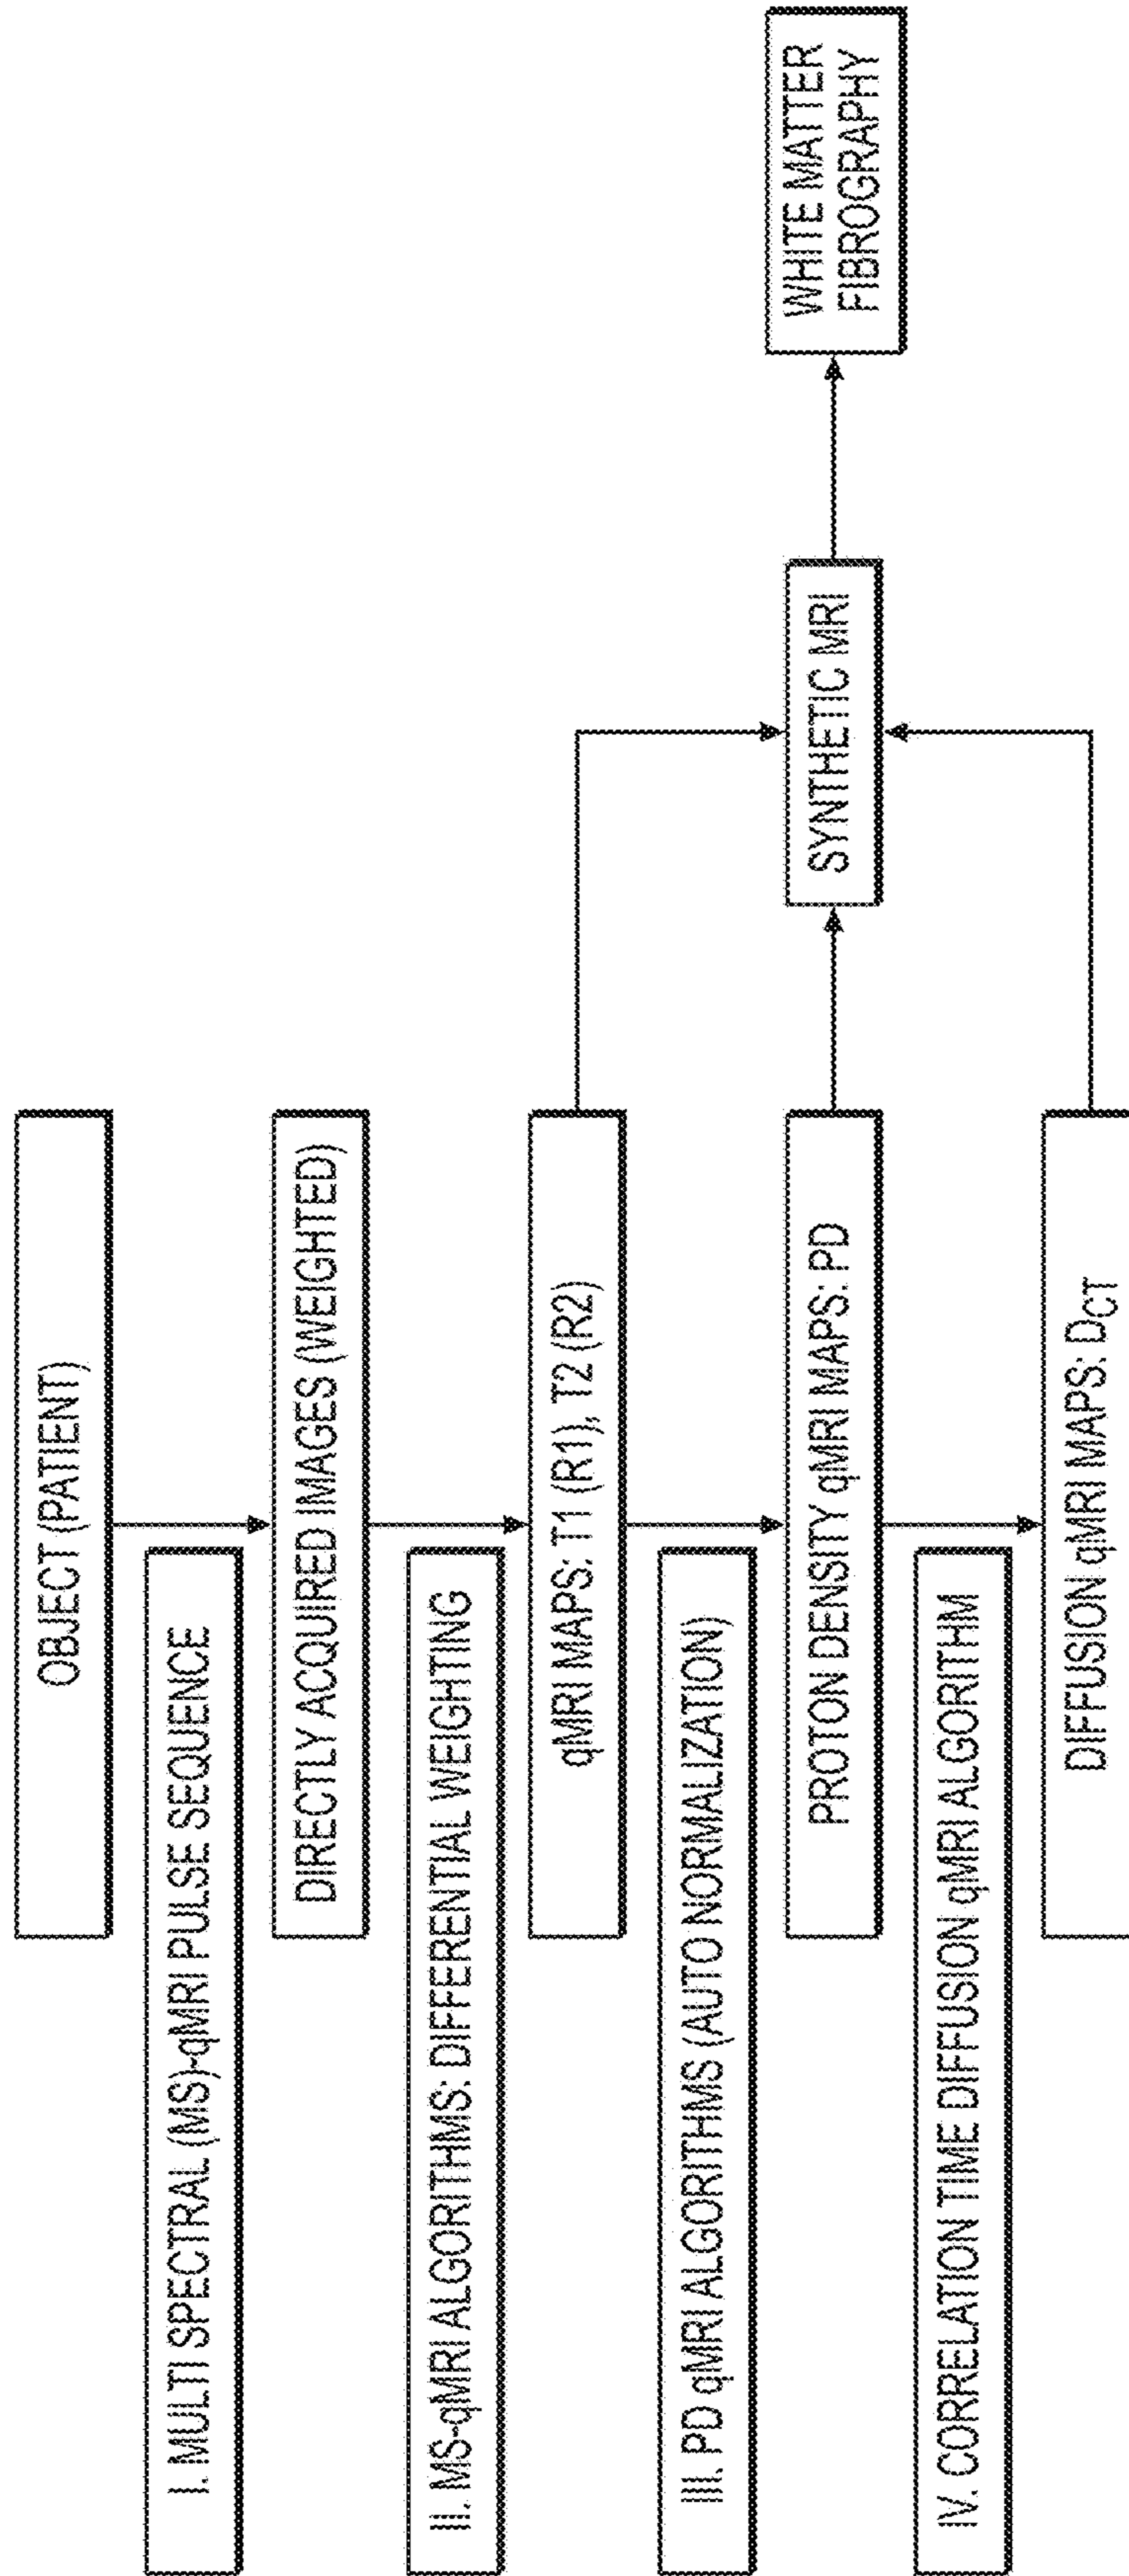 OBJECT (PATIENT)
I. MULTI SPECTRAL (MS)-qMRI PULSE SEQUENCE
DIRECTLY ACQUIRED IMAGES (WEIGHTED)
II. MS-qMRI ALGORITHMS: DIFFERENTIAL WEIGHTING
qMRI MAPS: T1 (R1), T2 (R2)
III. PD qMRI ALGORITHMS (AUTO NORMALIZATION)
PROTON DENSITY qMRI MAPS: PD
SYNTHETIC MRI
WHITE MATTER
FIBROGRAPHY
IV. CORRELATION TIME DIFFUSION qMRI ALGORITHM
DIFFUSION qMRI MAPS: DCT